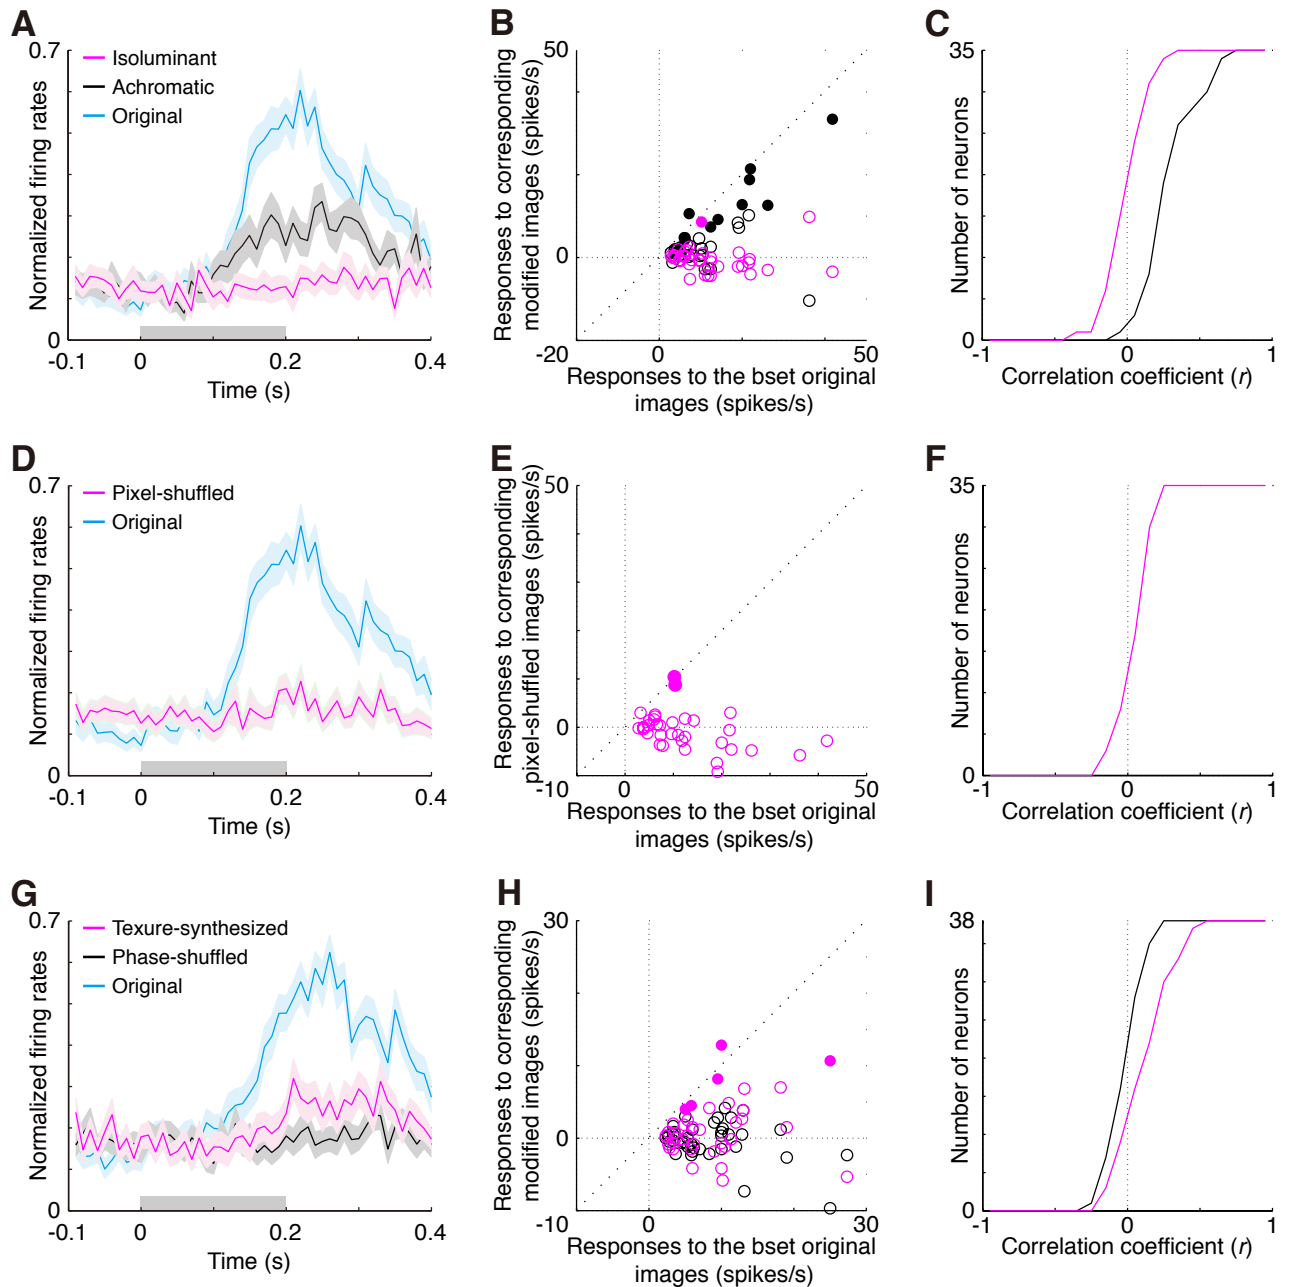 A
0.7
Isoluminant
Achromatic
Original
Normalized firing rates
0
-0.1
0
0.2
0.4
Time (s)
B
50
Responses to corresponding
modified images (spikes/s)
0
-20
0
50
Responses to the bset original
images (spikes/s)
C
35
Number of neurons
0
-1
0
1
Correlation coefficient (r)
D
0.7
Pixel-shuffled
Original
Normalized firing rates
0
-0.1
0
0.2
0.4
Time (s)
E
50
Responses to corresponding
pixel-shuffled images (spikes/s)
0
-10
0
50
Responses to the bset original
images (spikes/s)
F
35
Number of neurons
0
-1
0
1
Correlation coefficient (r)
G
0.7
Texure-synthesized
Phase-shuffled
Original
Normalized firing rates
0
-0.1
0
0.2
0.4
Time (s)
H
30
Responses to corresponding
modified images (spikes/s)
0
-10
0
30
Responses to the bset original
images (spikes/s)
I
38
Number of neurons
0
-1
0
1
Correlation coefficient (r)